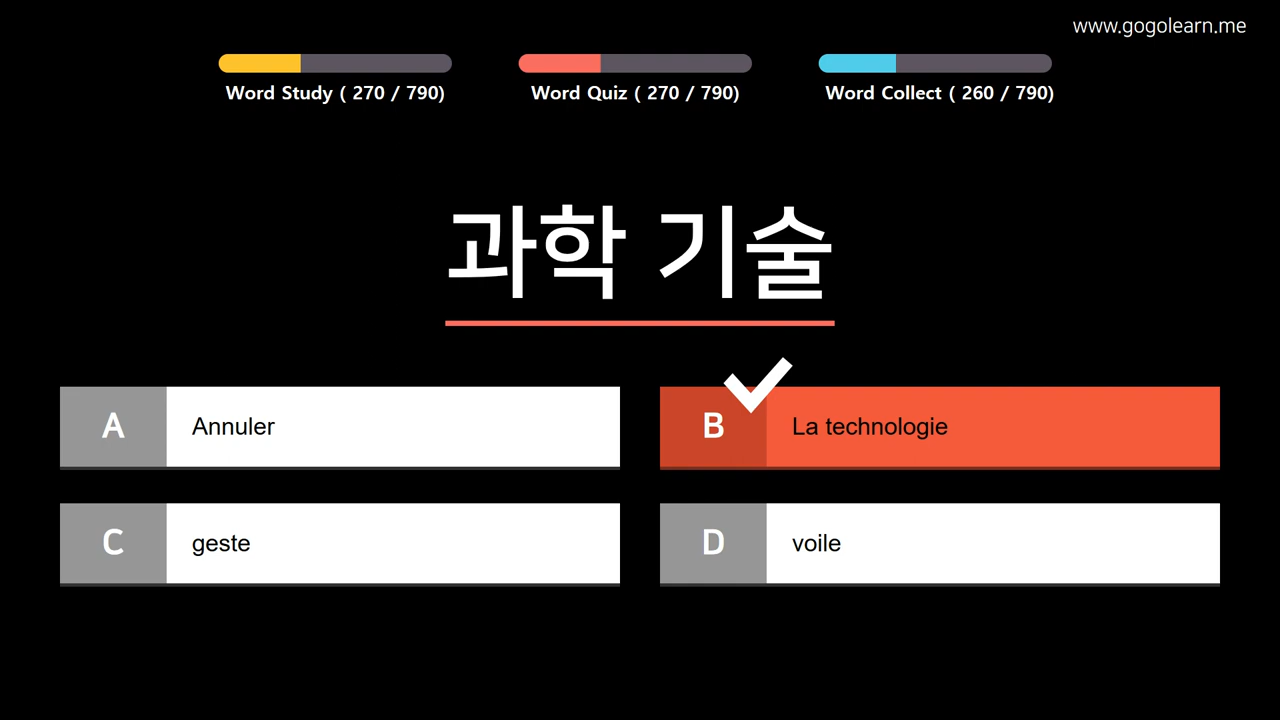 www.gogolearn.me
Word Study ( 270 / 790)
Word Quiz ( 270 / 790)
Word Collect ( 260 / 790)
과학 기술
A Annuler
B La technologie
C geste
D voile